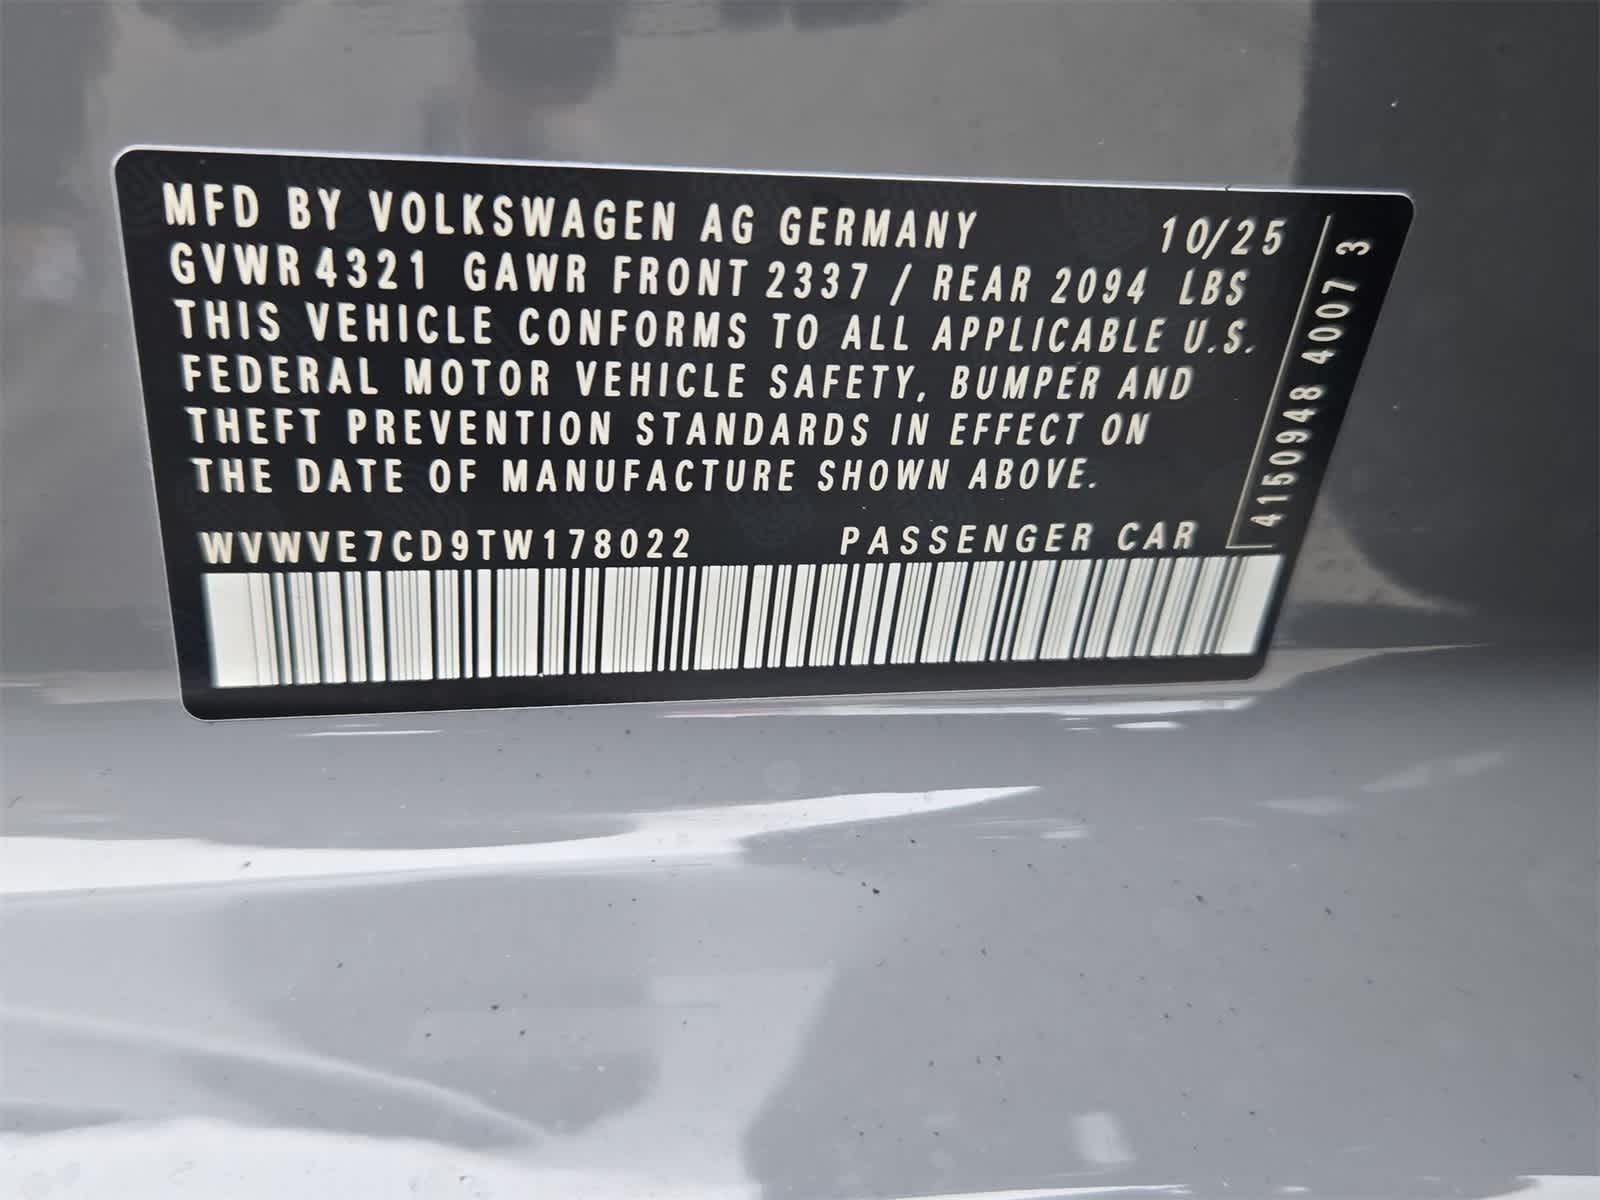 MFD BY VOLKSWAGEN AG GERMANY 10/25
GVWR 4321 GAWR FRONT 2337 / REAR 2094 LBS
THIS VEHICLE CONFORMS TO ALL APPLICABLE U.S.
FEDERAL MOTOR VEHICLE SAFETY, BUMPER AND
THEFT PREVENTION STANDARDS IN EFFECT ON
THE DATE OF MANUFACTURE SHOWN ABOVE.
WVWVE7CD9TW178022 PASSENGER CAR
4150948 4007 3